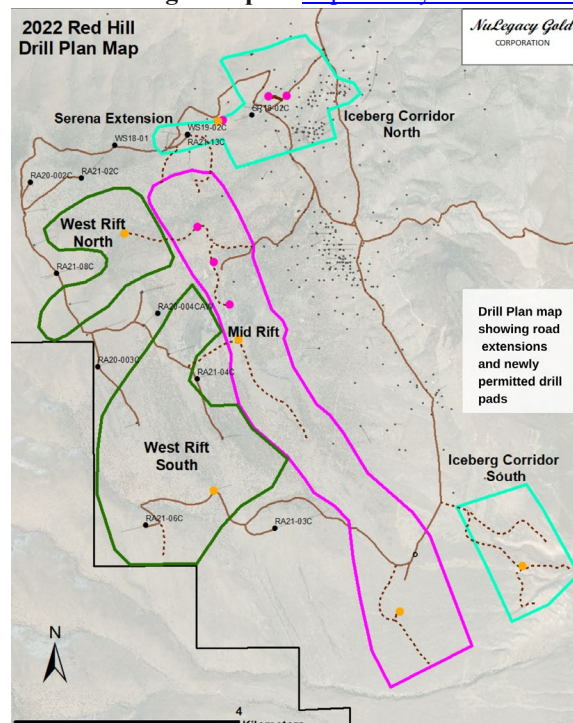 2022 Red Hill
Drill Plan Map
NuLegacy Gold
CORPORATION
Serena Extension
Iceberg Corridor
North
SR19-02C
WS19-02C
WS18-01
RA21-13C
RA21-02C
RA20-002C
West Rift
North
RA21-08C
RA20-004CAW
Mid Rift
Drill Plan map
showing road
extensions
and newly
permitted drill
pads
RA20-003C
RA21-04C
West Rift
South
Iceberg Corridor
South
RA21-06C
RA21-03C
N
4
Kilometers